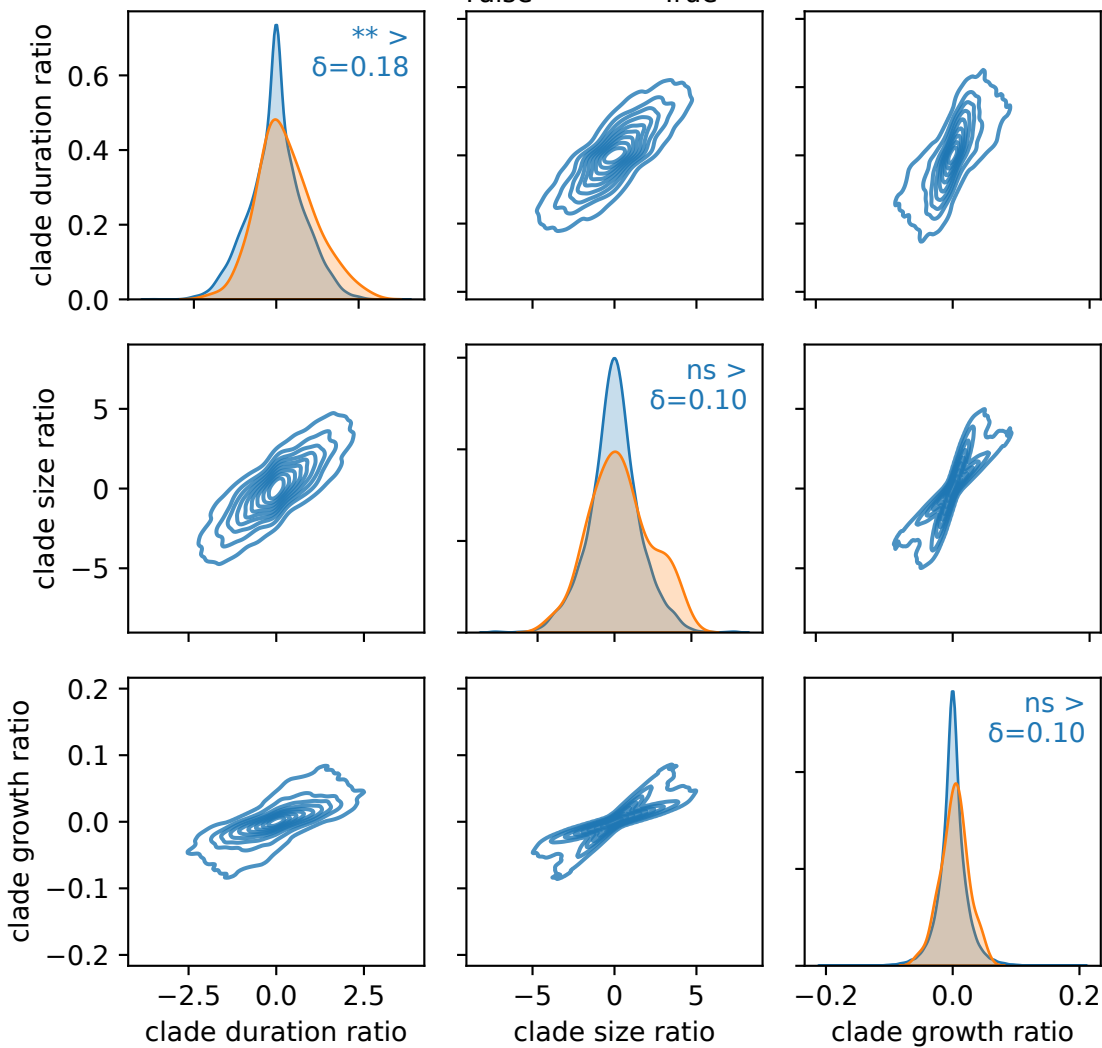 False True
clade duration ratio
0.6
0.4
0.2
0.0
** >
δ=0.18
clade size ratio
5
0
−5
ns >
δ=0.10
clade growth ratio
0.2
0.1
0.0
−0.1
−0.2
ns >
δ=0.10
−2.5 0.0 2.5
−5 0 5
−0.2 0.0 0.2
clade duration ratio
clade size ratio
clade growth ratio